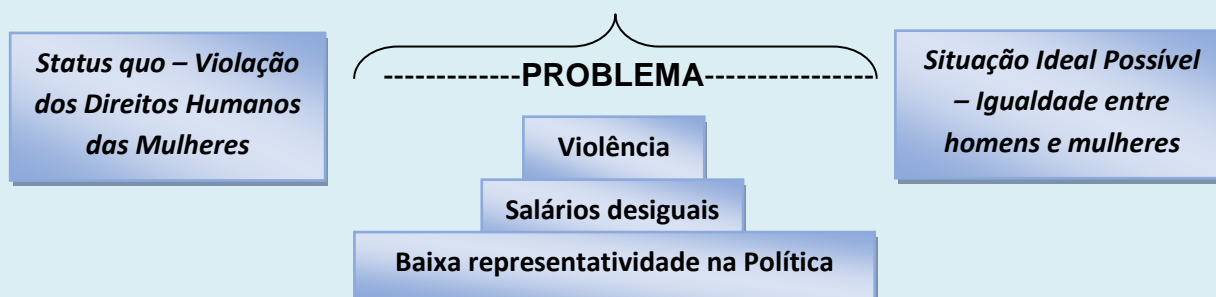 Status quo – Violação
dos Direitos Humanos
das Mulheres
-------------PROBLEMA----------------
Violência
Salários desiguais
Baixa representatividade na Política
Situação Ideal Possível
– Igualdade entre
homens e mulheres